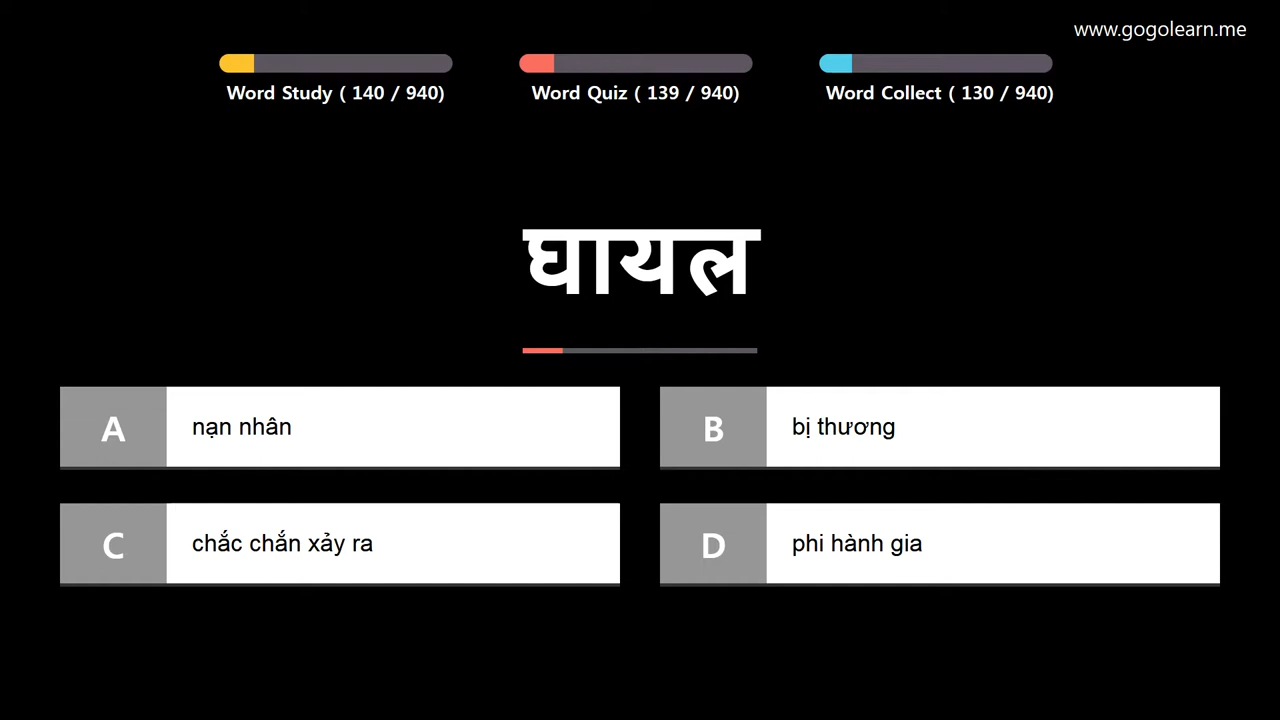 www.gogolearn.me
Word Study ( 140 / 940)
Word Quiz ( 139 / 940)
Word Collect ( 130 / 940)
घायल
A
nạn nhân
B
bị thương
C
chắc chắn xảy ra
D
phi hành gia